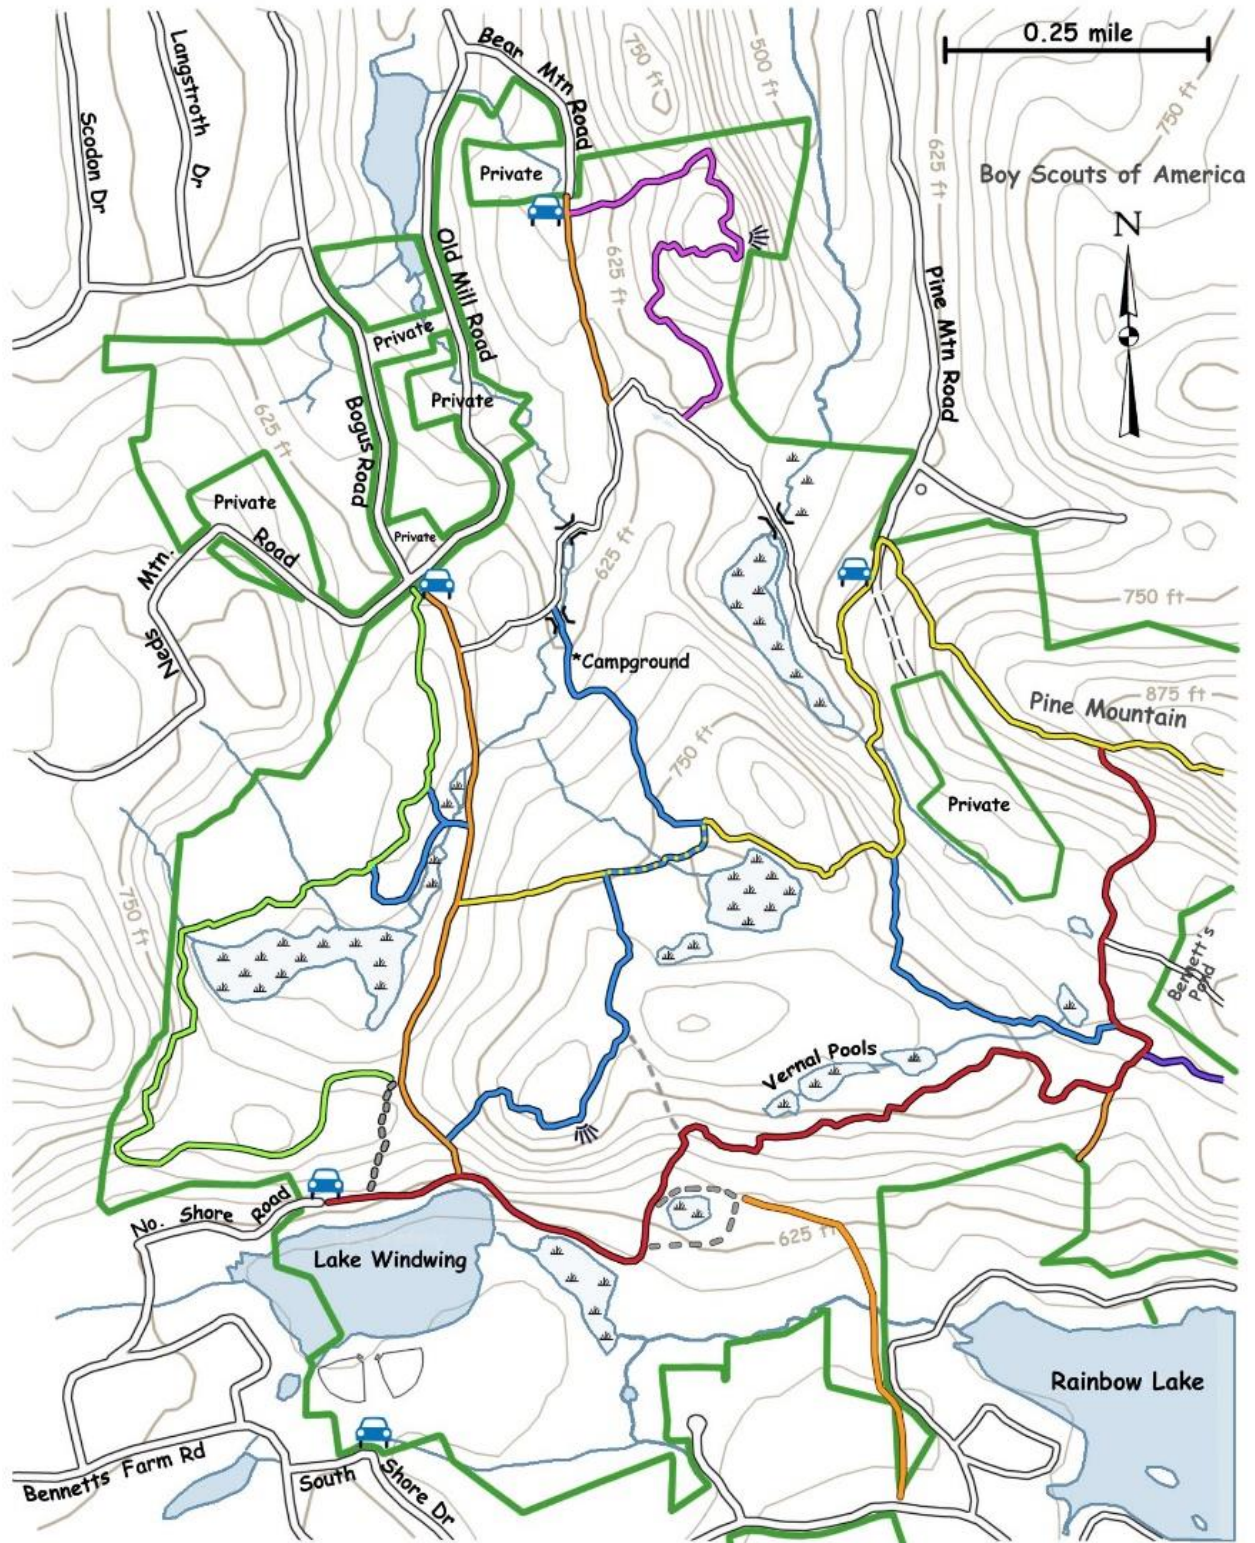 Bear
Mtn Road
750 ft
500 ft
0.25 mile
Langstroth
Dr
Scodon Dr
750 ft
625 ft
Boy Scouts of America
Private
N
Old Mill Road
625 ft
Pine Mtn Road
Private
Private
Bogus Road
625 ft
Private
Private
Road
Mtn.
Neds
625 ft
750 ft
*Campground
875 ft
Pine Mountain
750 ft
Private
750 ft
Bennett's
Pond
Vernal Pools
No. Shore Road
625 ft
Lake Windwing
Rainbow Lake
Bennetts Farm Rd
South
Shore Dr